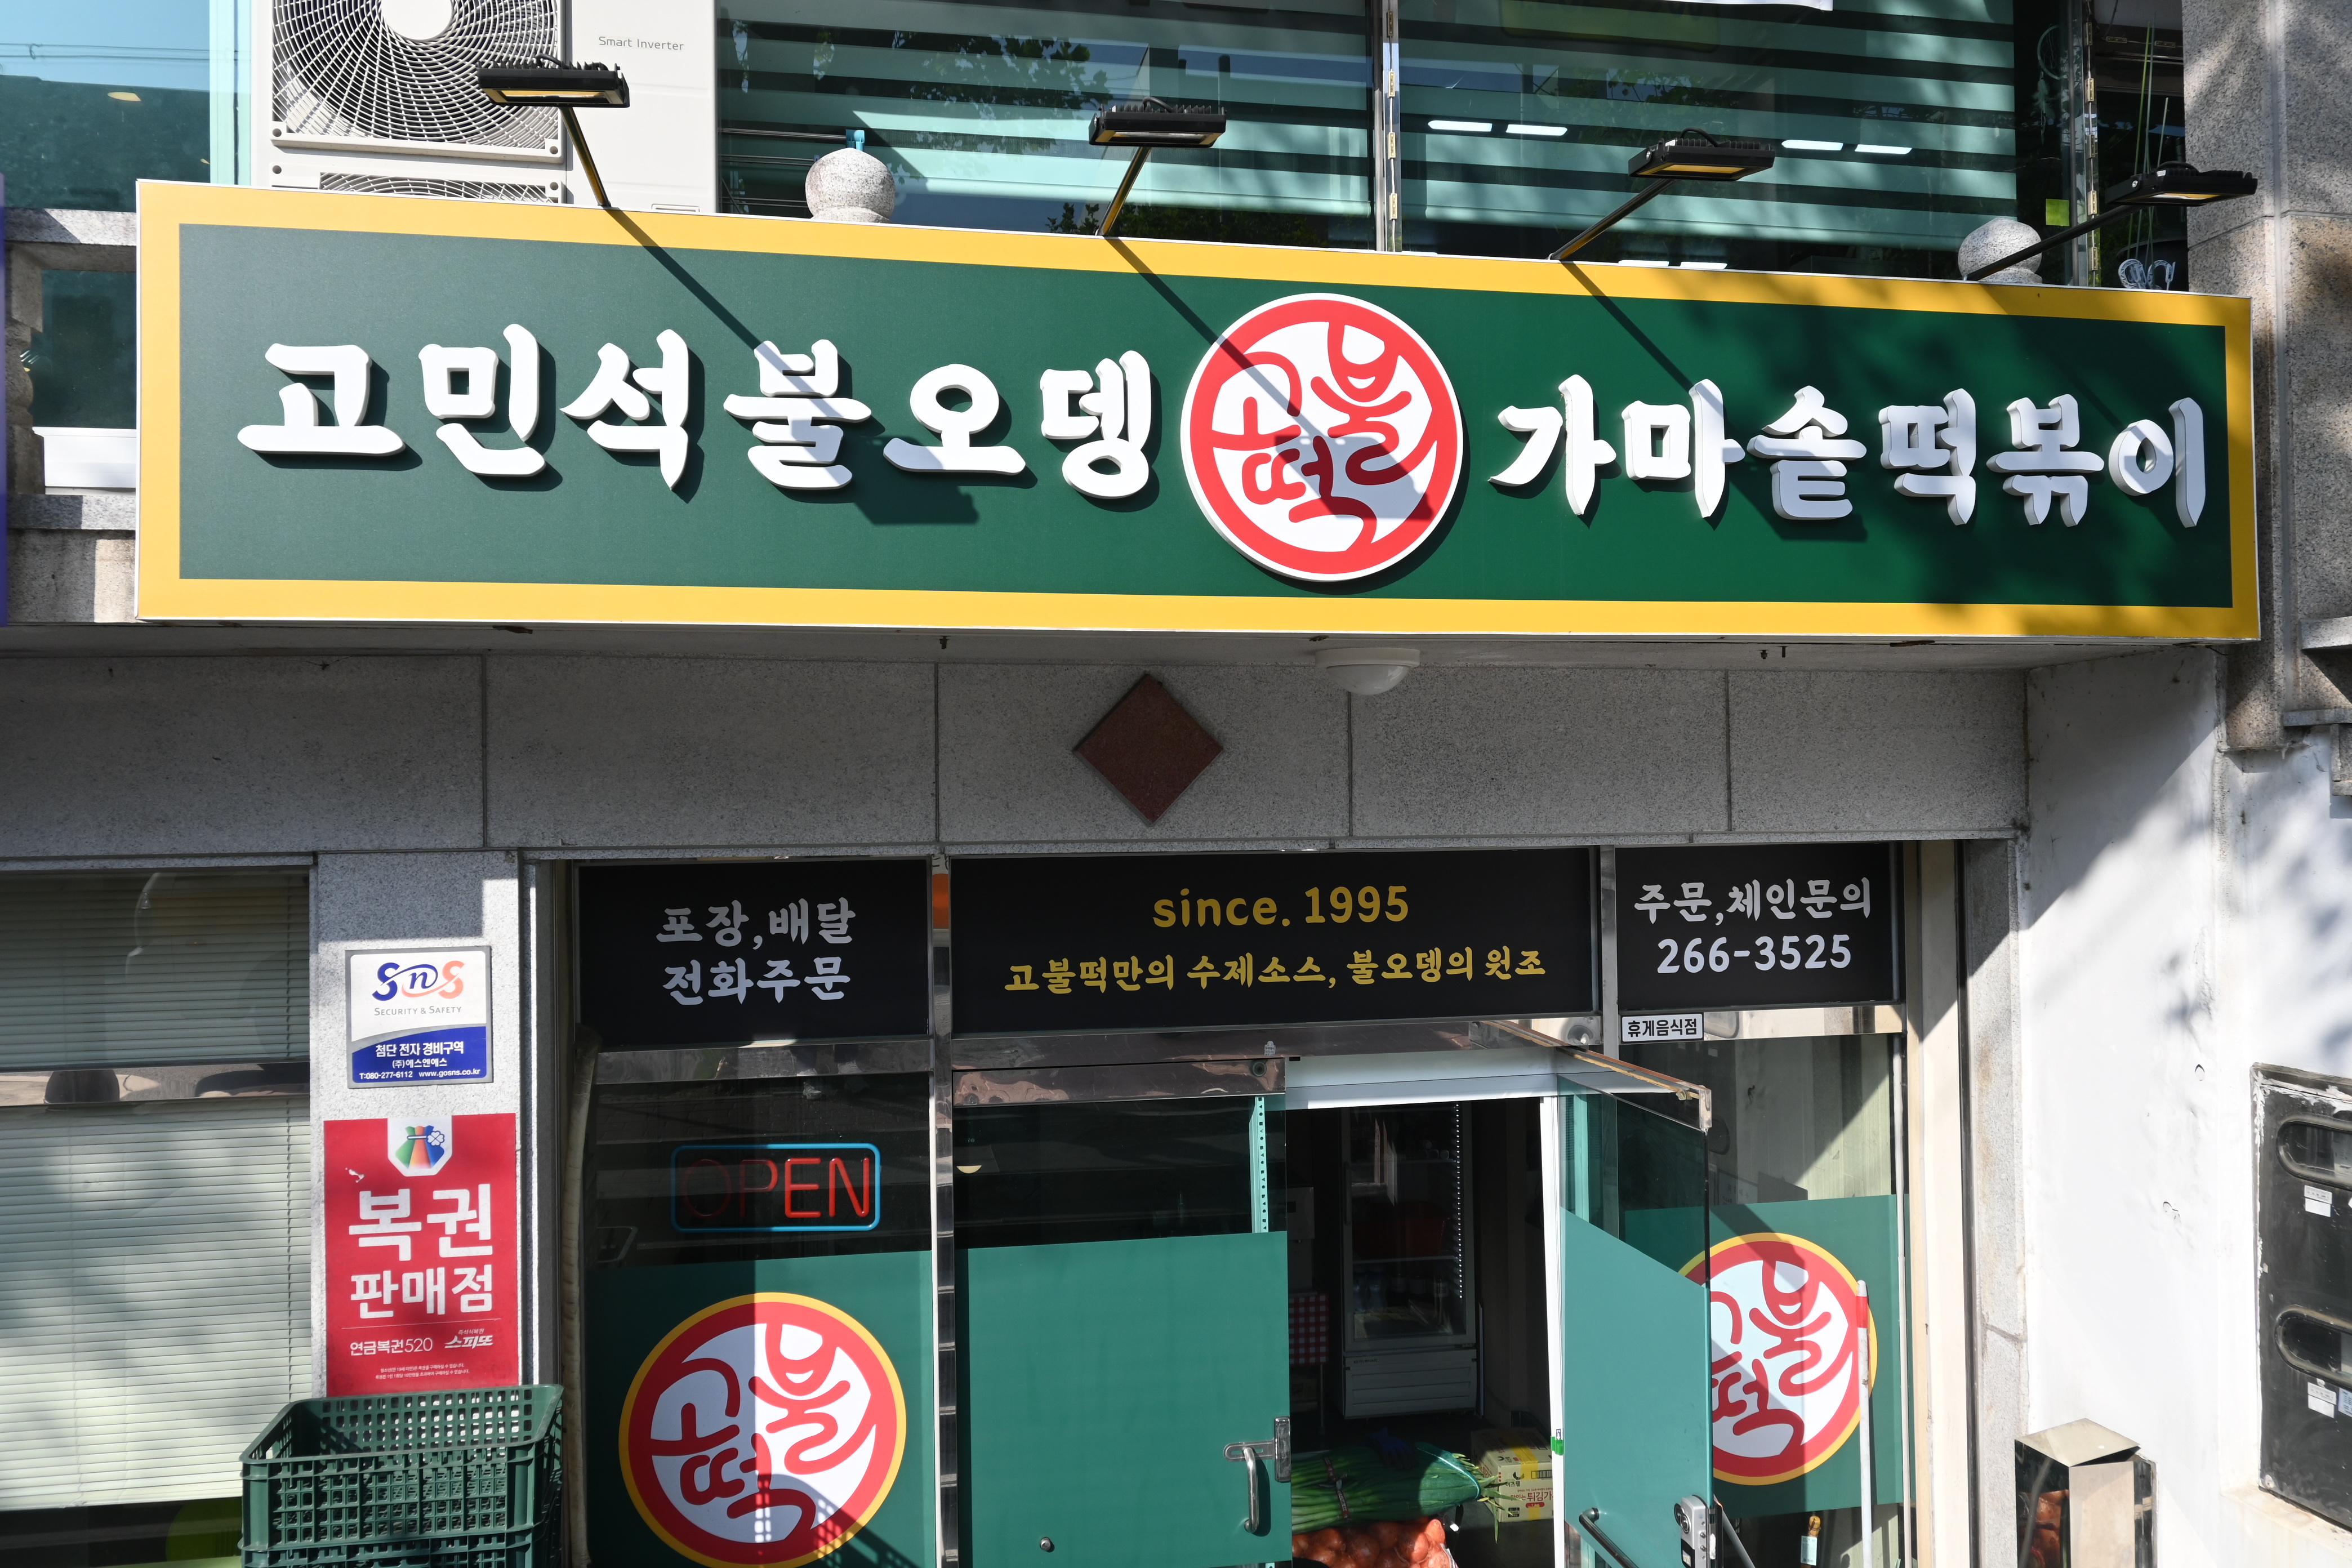 Smart Inverter
고민석불오뎅 고불떡 가마솥떡볶이
포장,배달
전화주문
since. 1995
고불떡만의 수제소스, 불오뎅의 원조
주문,체인문의
266-3525
휴게음식점
SnS
SECURITY & SAFETY
첨단 전자 경비구역
(주)에스엔에스
T:080-277-6112 www.gosns.co.kr
OPEN
복권
판매점
연금복권520 스피또
고불떡
고불떡
튀김가